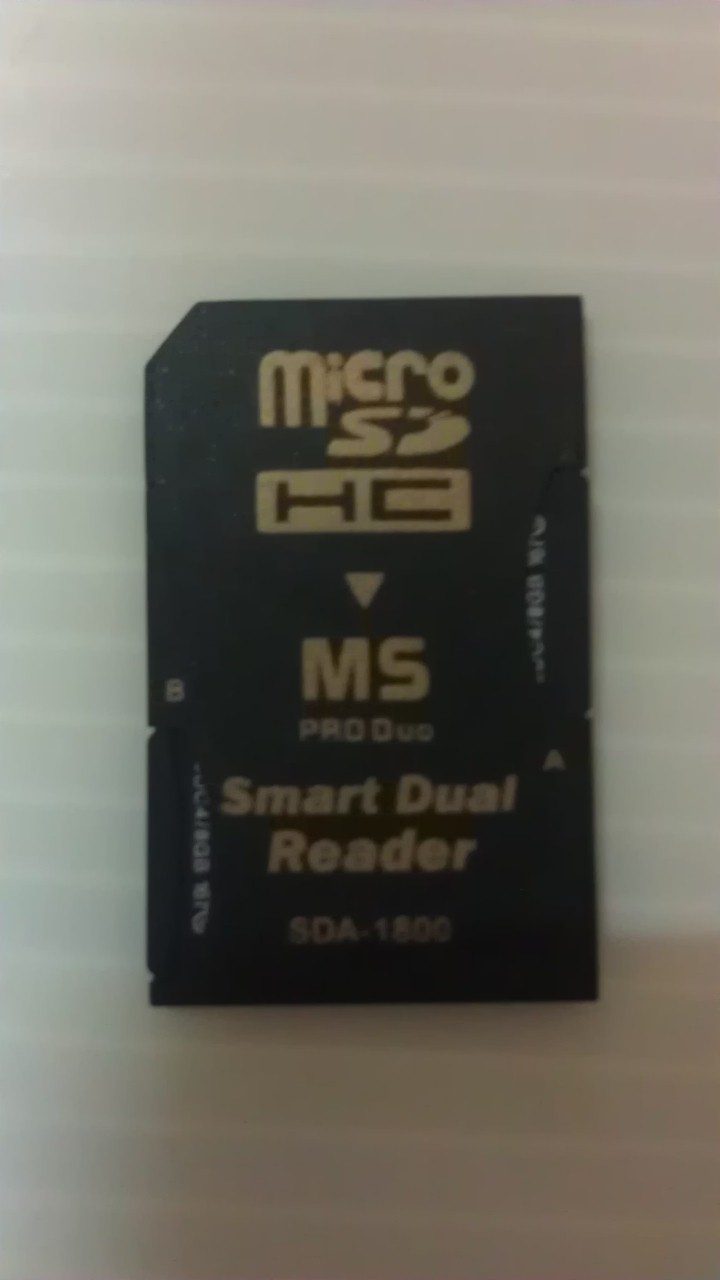 micro
SD
HC
MS
PRO Duo
B
A
Smart Dual
Reader
SDA-1800